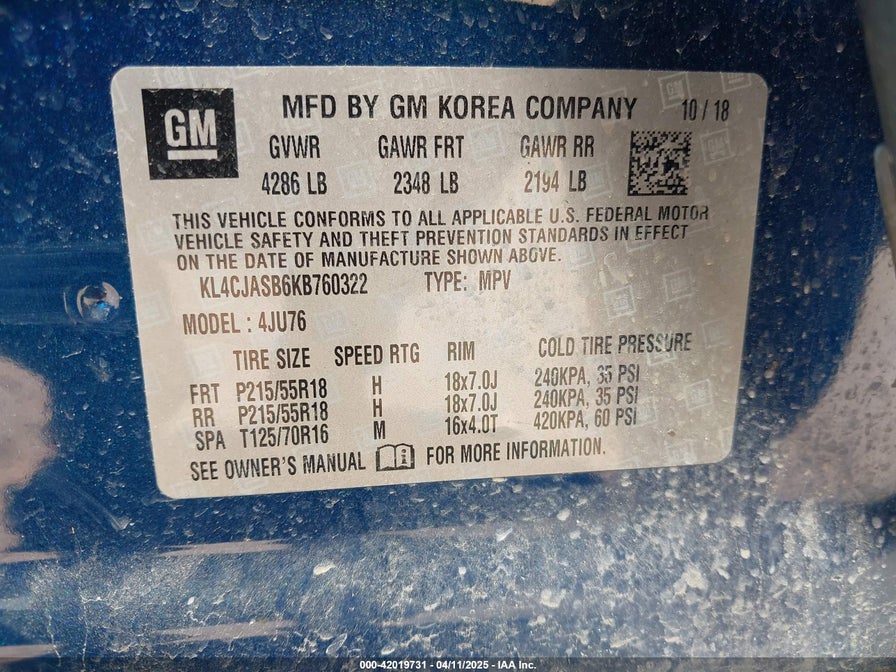 GM
MFD BY GM KOREA COMPANY 10 / 18
GVWR GAWR FRT GAWR RR
4286 LB 2348 LB 2194 LB
THIS VEHICLE CONFORMS TO ALL APPLICABLE U.S. FEDERAL MOTOR
VEHICLE SAFETY AND THEFT PREVENTION STANDARDS IN EFFECT
ON THE DATE OF MANUFACTURE SHOWN ABOVE.
KL4CJASB6KB760322 TYPE: MPV
MODEL : 4JU76
TIRE SIZE SPEED RTG RIM COLD TIRE PRESSURE
FRT P215/55R18 H 18x7.0J 240KPA, 35 PSI
RR P215/55R18 H 18x7.0J 240KPA, 35 PSI
SPA T125/70R16 M 16x4.0T 420KPA, 60 PSI
SEE OWNER'S MANUAL FOR MORE INFORMATION.
000-42019731 - 04/11/2025 - IAA Inc.